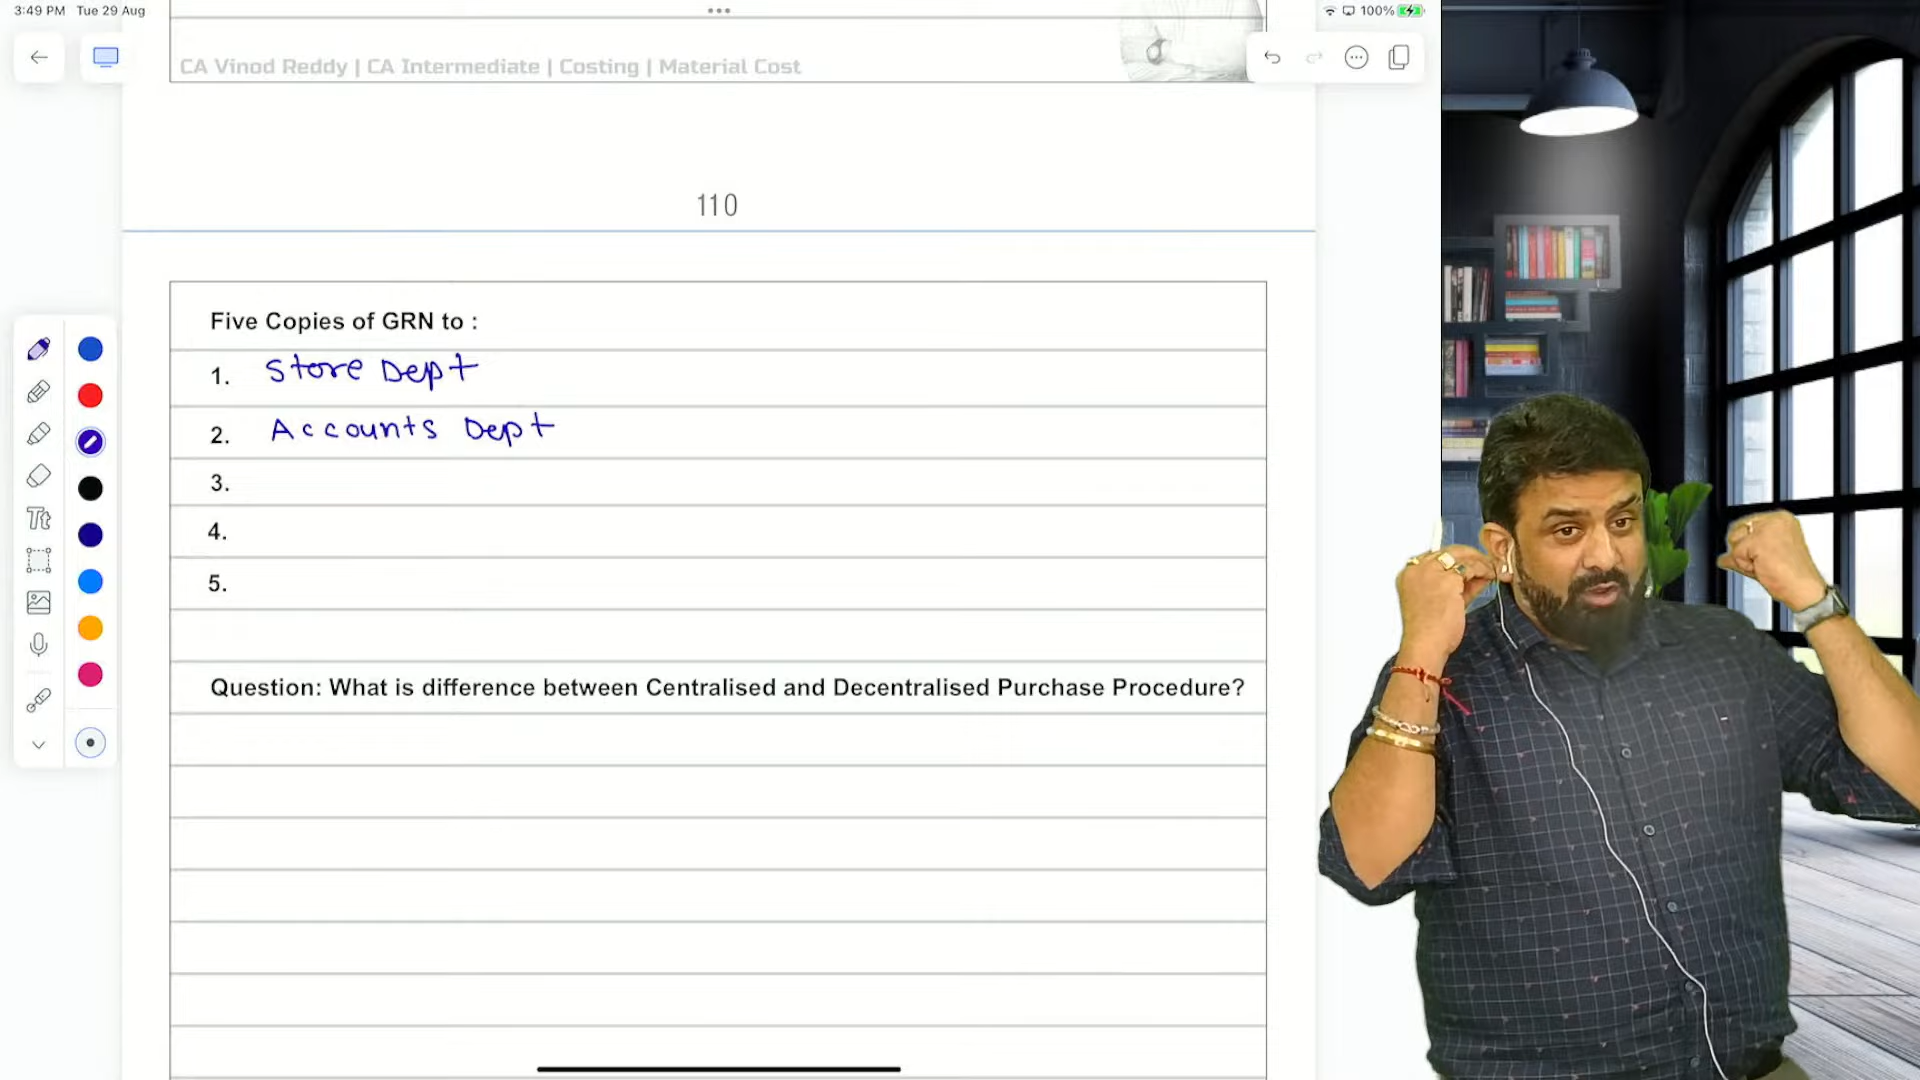 3:49 PM Tue 29 Aug
100%
CA Vinod Reddy | CA Intermediate | Costing | Material Cost
110
Five Copies of GRN to :
1. Store Dept
2. Accounts Dept
3.
4.
5.
Question: What is difference between Centralised and Decentralised Purchase Procedure?
Tt